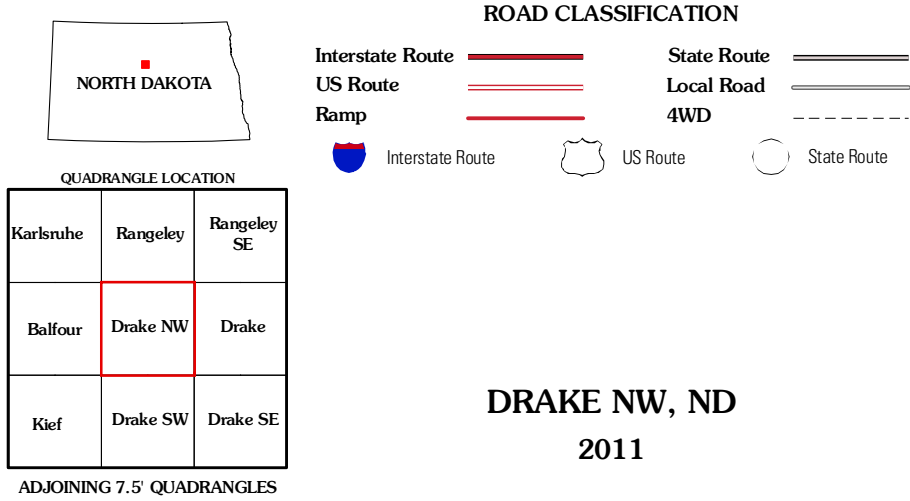 ROAD CLASSIFICATION
Interstate Route
State Route
US Route
Local Road
Ramp
4WD
Interstate Route
US Route
State Route
NORTH DAKOTA
QUADRANGLE LOCATION
Karlsruhe
Rangeley
Rangeley
SE
Balfour
Drake NW
Drake
Kief
Drake SW
Drake SE
ADJOINING 7.5' QUADRANGLES
DRAKE NW, ND
2011